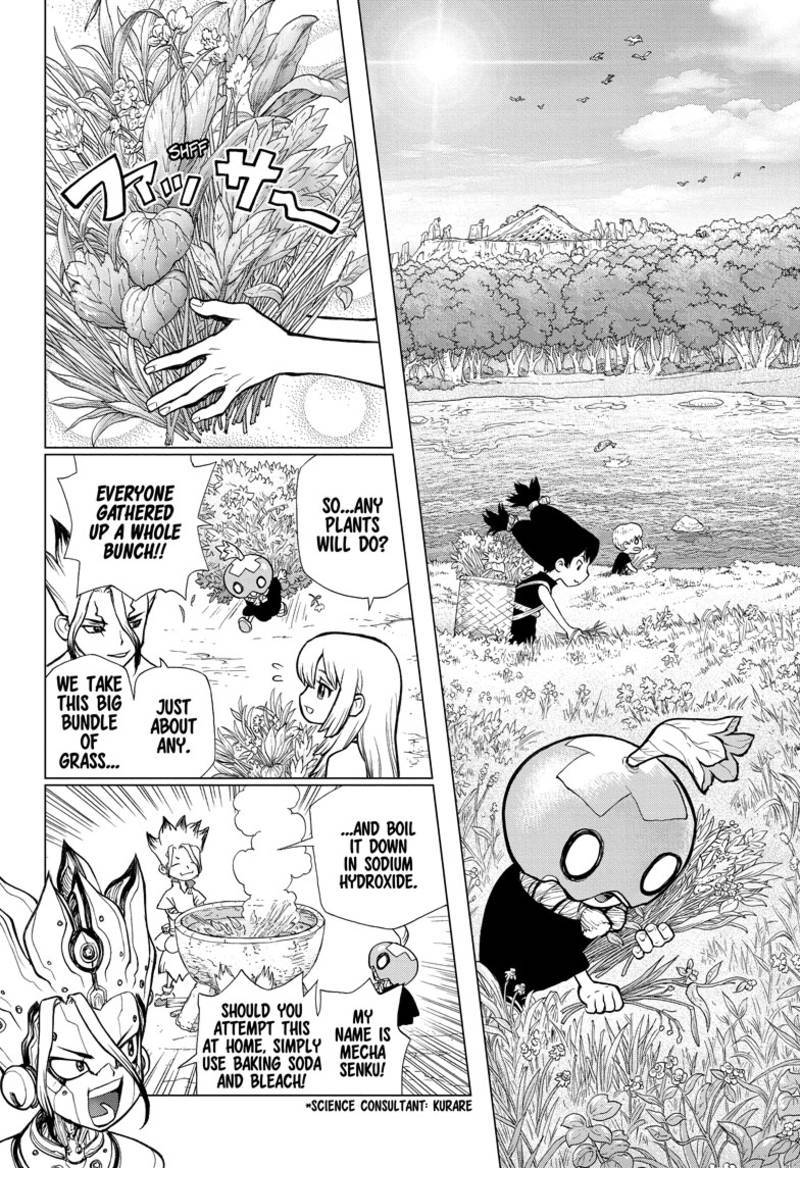 SHFF
ファッサ〜
SO...ANY
PLANTS
WILL DO?
EVERYONE
GATHERED
UP A WHOLE
BUNCH!!
JUST
ABOUT
ANY.
WE TAKE
THIS BIG
BUNDLE
OF
GRASS...
...AND BOIL
IT DOWN
IN SODIUM
HYDROXIDE.
MY
NAME IS
MECHA
SENKU!
SHOULD YOU
ATTEMPT THIS
AT HOME, SIMPLY
USE BAKING SODA
AND BLEACH!
*SCIENCE CONSULTANT: KURARE